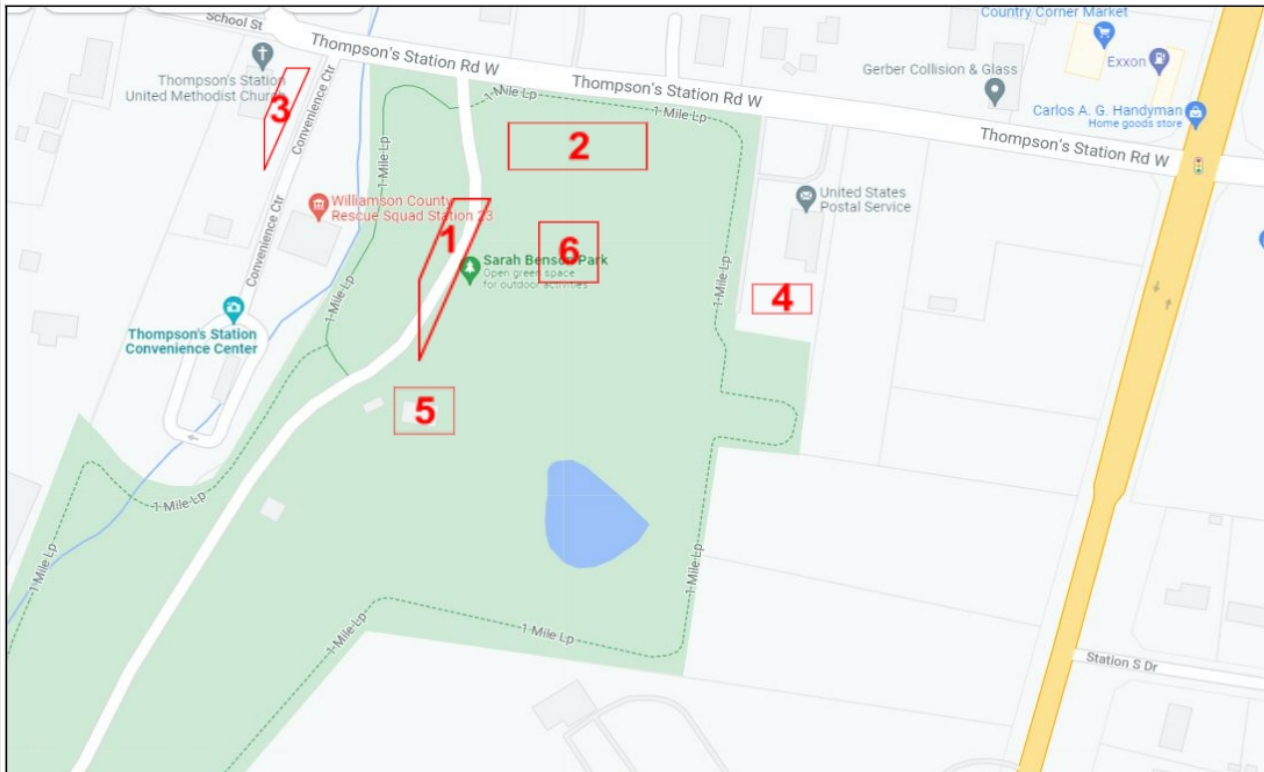 School St
Thompson's Station Rd W
Thompson's Station Rd W
Thompson's Station Rd W
Country Corner Market
Exxon
Gerber Collision & Glass
Carlos A. G. Handyman
Home goods store
Thompson's Station
United Methodist Church
3
Convenience Ctr
Convenience Ctr
1 Mile Lp
1 Mile Lp
1 Mile Lp
2
Williamson County
Rescue Squad Station 23
1
6
Sarah Benson Park
Open green space
for outdoor activities
United States
Postal Service
4
1 Mile Lp
1 Mile Lp
Thompson's Station
Convenience Center
5
1 Mile Lp
1 Mile Lp
1 Mile Lp
1 Mile Lp
1 Mile Lp
Station S Dr